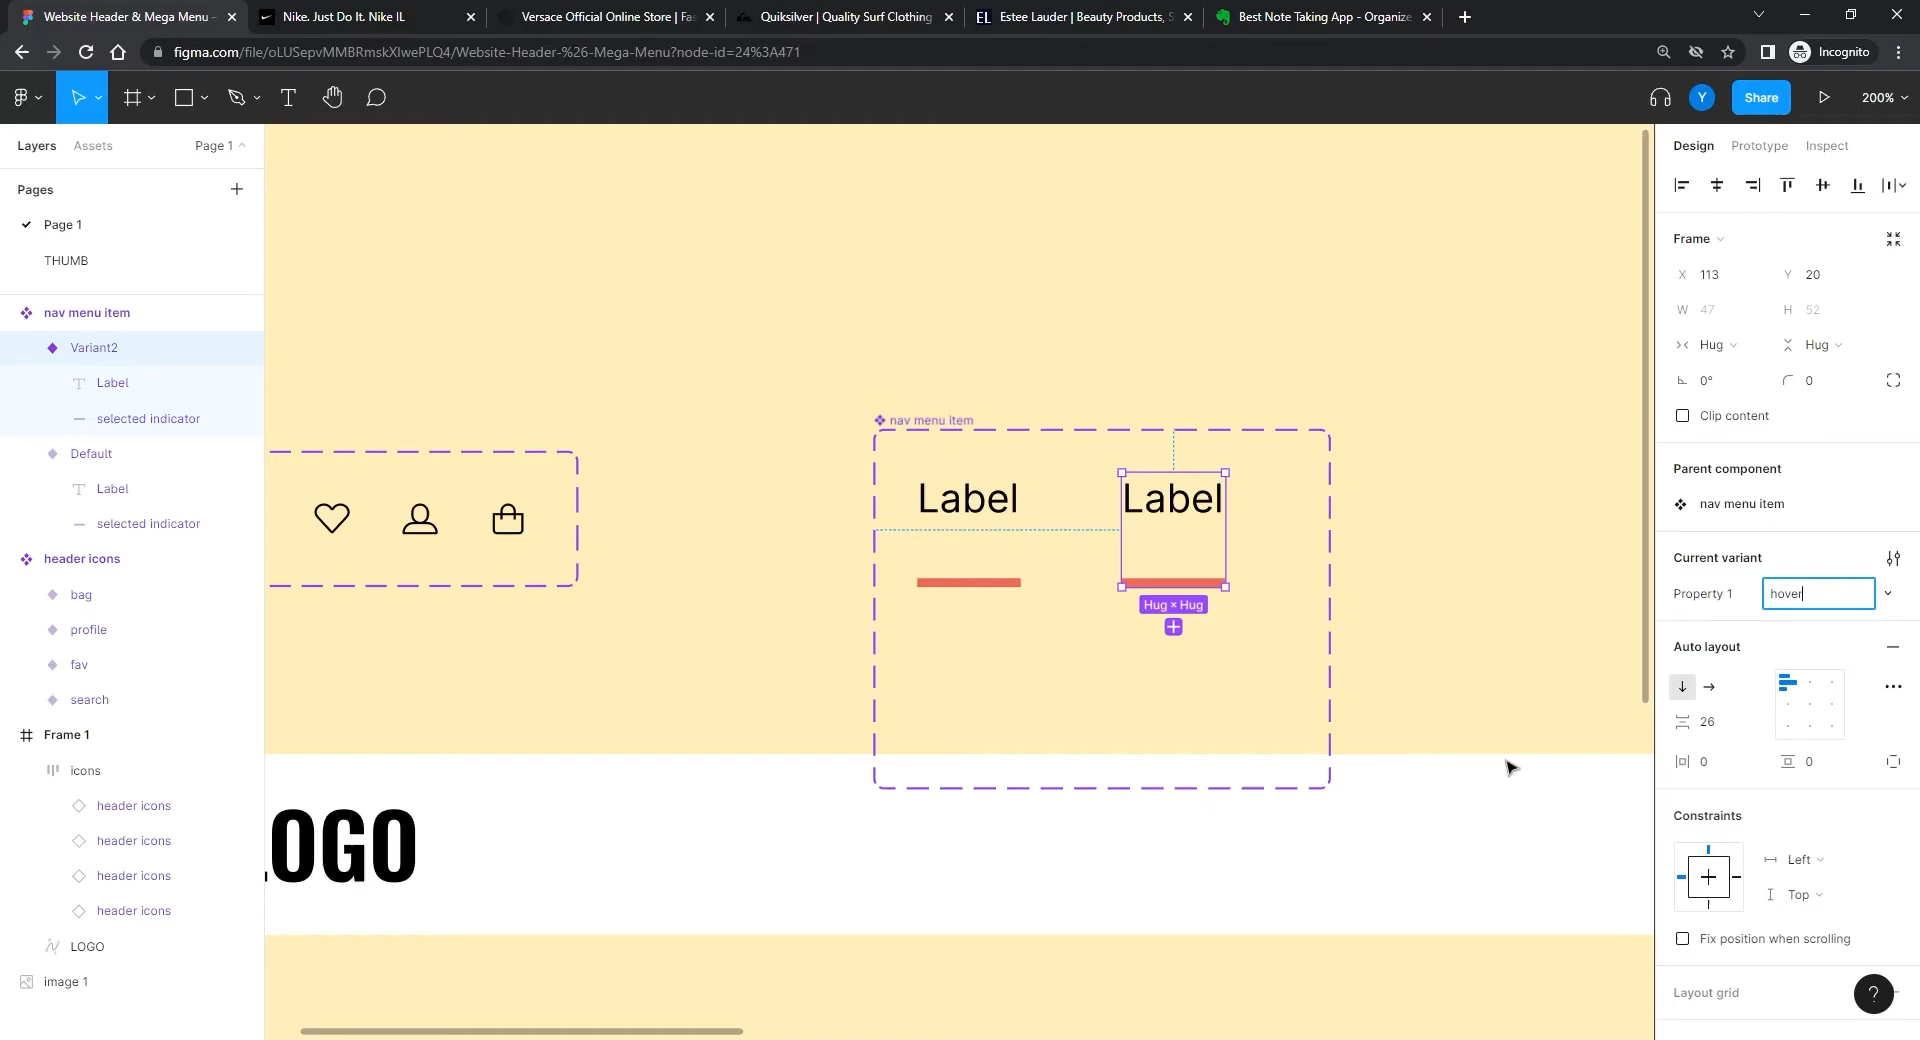 Website Header & Mega Menu –
Nike. Just Do It. Nike IL
Versace Official Online Store | Fas
Quiksilver | Quality Surf Clothing
EL
Estee Lauder | Beauty Products, S
Best Note Taking App - Organize
figma.com/file/oLUSepvMMBRmskXlwePLQ4/Website-Header-%26-Mega-Menu?node-id=24%3A471
Incognito
Y
Share
200%
Layers
Assets
Page 1
Pages
Page 1
THUMB
nav menu item
Variant2
Label
selected indicator
Default
Label
selected indicator
header icons
bag
profile
fav
search
Frame 1
icons
header icons
header icons
header icons
header icons
LOGO
image 1
nav menu item
Label
Label
Hug × Hug
LOGO
Design
Prototype
Inspect
Frame
X 113
Y 20
W 47
H 52
Hug
Hug
0°
0
Clip content
Parent component
nav menu item
Current variant
Property 1
hover
Auto layout
26
0
0
Constraints
Left
Top
Fix position when scrolling
Layout grid
?